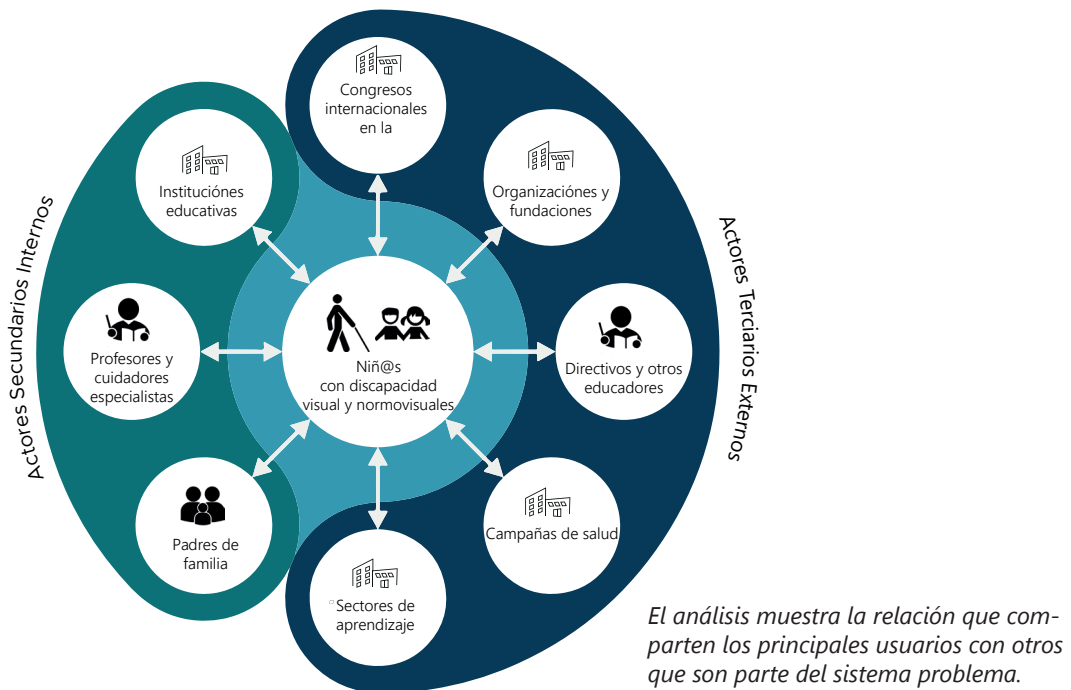 Congresos
internacionales
en la
Instituciónes
educativas
Organizaciónes y
fundaciones
Actores Secundarios Internos
Actores Terciarios Externos
Profesores y
cuidadores
especialistas
Niñ@s
con discapacidad
visual y normovisuales
Directivos y otros
educadores
Padres de
familia
Campañas de salud
Sectores de
aprendizaje
El análisis muestra la relación que com-
parten los principales usuarios con otros
que son parte del sistema problema.